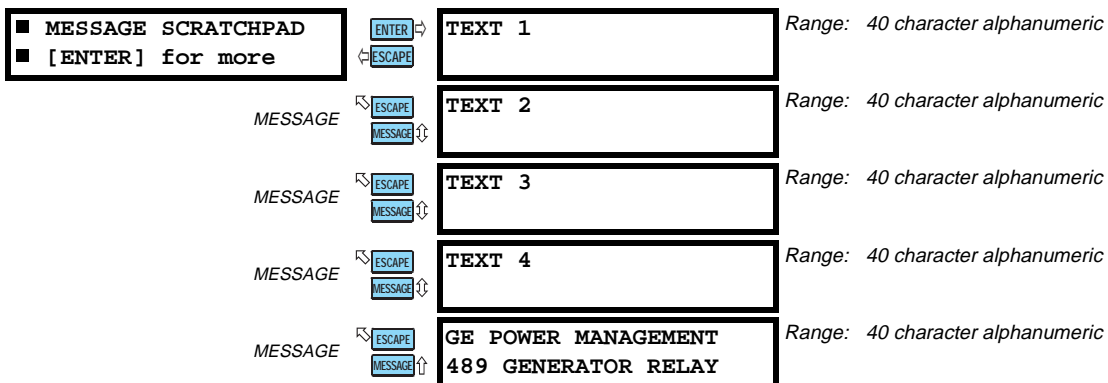 ■ MESSAGE SCRATCHPAD
■ [ENTER] for more
ENTER
ESCAPE
TEXT 1
Range: 40 character alphanumeric
MESSAGE
ESCAPE
MESSAGE
TEXT 2
Range: 40 character alphanumeric
MESSAGE
ESCAPE
MESSAGE
TEXT 3
Range: 40 character alphanumeric
MESSAGE
ESCAPE
MESSAGE
TEXT 4
Range: 40 character alphanumeric
MESSAGE
ESCAPE
MESSAGE
GE POWER MANAGEMENT
489 GENERATOR RELAY
Range: 40 character alphanumeric